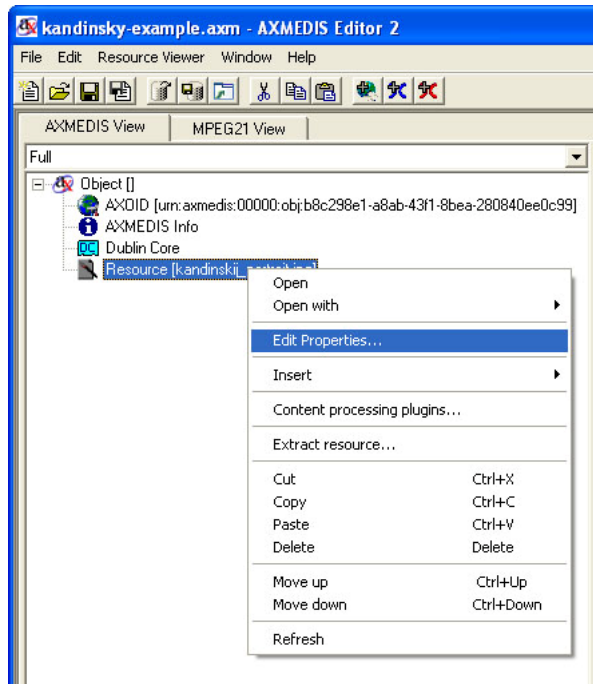 kandinsky-example.axm - AXMEDIS Editor 2
File Edit Resource Viewer Window Help
AXMEDIS View MPEG21 View
Full
Object []
AXOID [urn:axmedis:00000:obj:b8c298e1-a8ab-43f1-8bea-280840ee0c99]
AXMEDIS Info
DC Dublin Core
Resource [kandinskij_
Open
Open with
Edit Properties...
Insert
Content processing plugins...
Extract resource...
Cut Ctrl+X
Copy Ctrl+C
Paste Ctrl+V
Delete Delete
Move up Ctrl+Up
Move down Ctrl+Down
Refresh